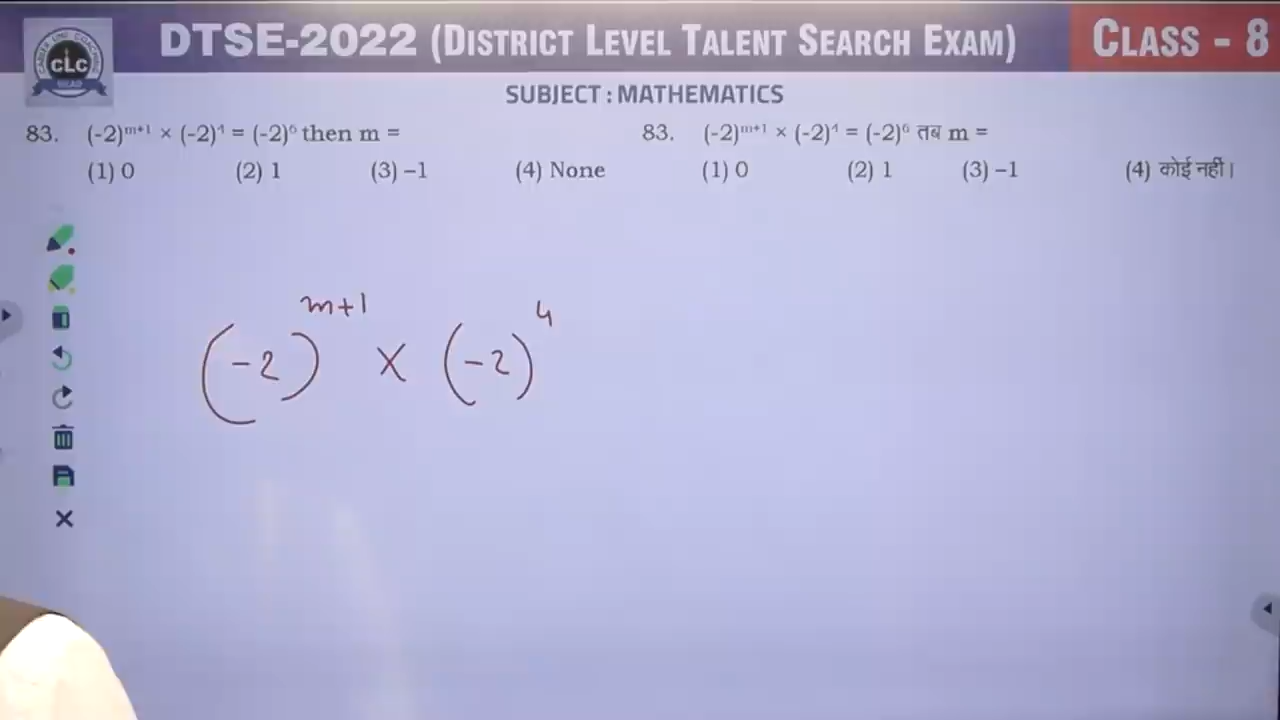 DTSE-2022 (DISTRICT LEVEL TALENT SEARCH EXAM) CLASS - 8
CLC
SUBJECT : MATHEMATICS
83. (-2)ᵐ⁺¹ × (-2)⁴ = (-2)⁶ then m =
(1) 0 (2) 1 (3) –1 (4) None
83. (-2)ᵐ⁺¹ × (-2)⁴ = (-2)⁶ तब m =
(1) 0 (2) 1 (3) –1 (4) कोई नहीं।
(-2)ᵐ⁺¹ × (-2)⁴